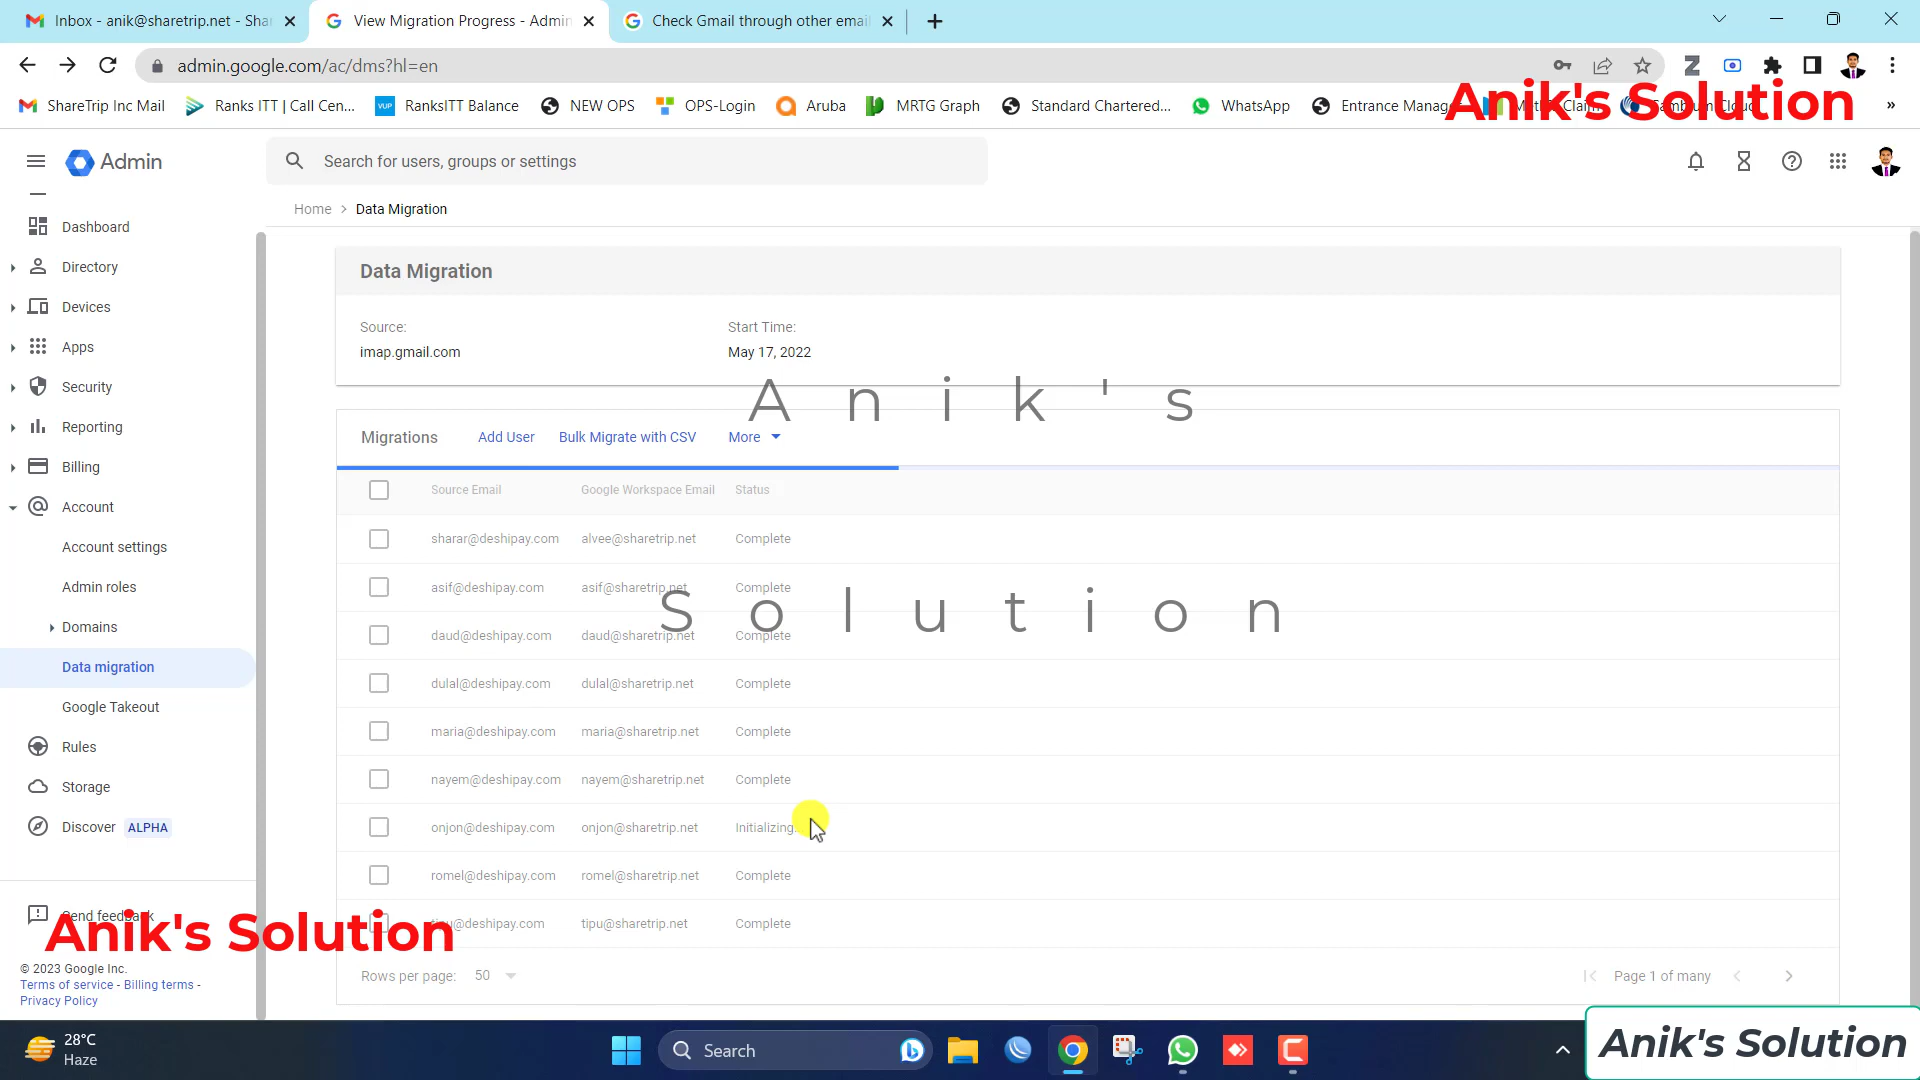 Inbox - anik@sharetrip.net - Sha
View Migration Progress - Admin
Check Gmail through other email
admin.google.com/ac/dms?hl=en
ShareTrip Inc Mail
Ranks ITT | Call Cen...
RanksITT Balance
NEW OPS
OPS-Login
Aruba
MRTG Graph
Standard Chartered...
WhatsApp
Entrance Manage
»
Anik's Solution
Admin
Search for users, groups or settings
Home > Data Migration
Dashboard
Directory
Devices
Apps
Security
Reporting
Billing
Account
Account settings
Admin roles
Domains
Data migration
Google Takeout
Rules
Storage
Discover ALPHA
Send feedback
Anik's Solution
© 2023 Google Inc.
Terms of service - Billing terms -
Privacy Policy
Data Migration
Source:
imap.gmail.com
Start Time:
May 17, 2022
Anik's
Solution
Migrations Add User Bulk Migrate with CSV More
Source Email Google Workspace Email Status
sharar@deshipay.com alvee@sharetrip.net Complete
asif@deshipay.com asif@sharetrip.net Complete
daud@deshipay.com daud@sharetrip.net Complete
dulal@deshipay.com dulal@sharetrip.net Complete
maria@deshipay.com maria@sharetrip.net Complete
nayem@deshipay.com nayem@sharetrip.net Complete
onjon@deshipay.com onjon@sharetrip.net Initializing
romel@deshipay.com romel@sharetrip.net Complete
tipu@deshipay.com tipu@sharetrip.net Complete
Rows per page: 50
Page 1 of many
28°C
Haze
Search
Anik's Solution